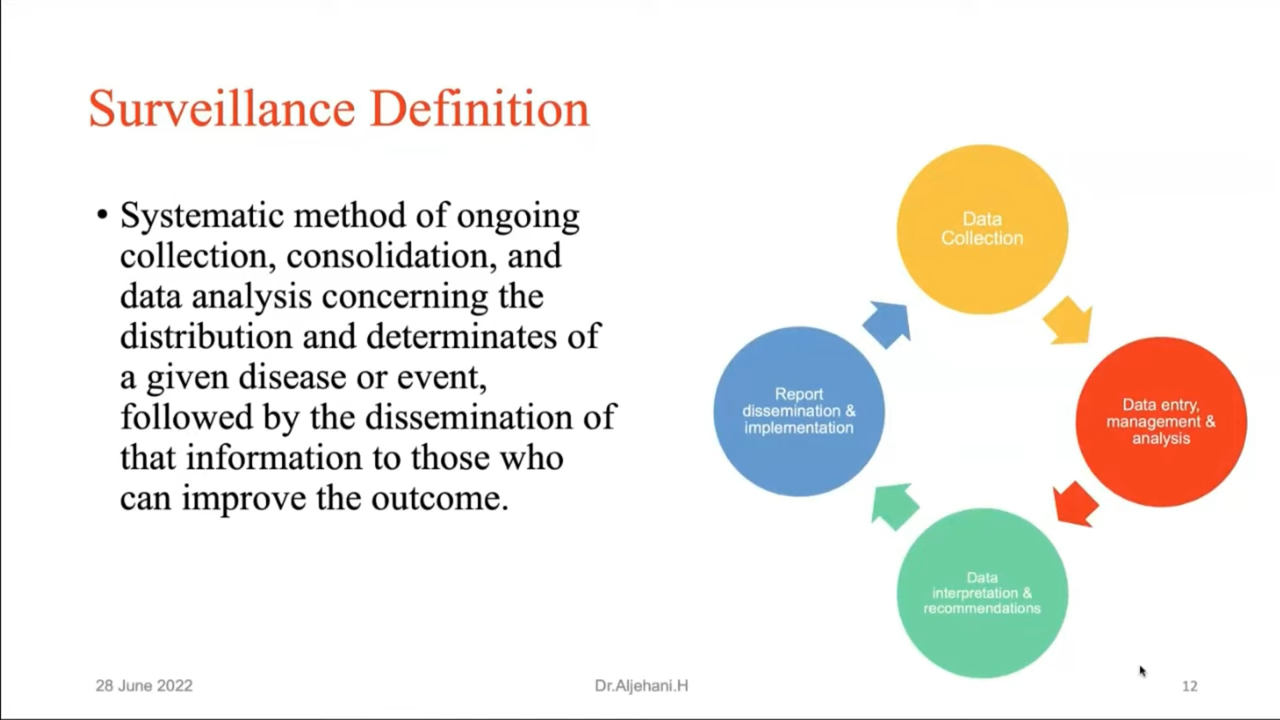 Surveillance Definition
• Systematic method of ongoing
collection, consolidation, and
data analysis concerning the
distribution and determinates of
a given disease or event,
followed by the dissemination of
that information to those who
can improve the outcome.
Data
Collection
Data entry,
management &
analysis
Data
interpretation &
recommendations
Report
dissemination &
implementation
28 June 2022
Dr.Aljehani.H
12